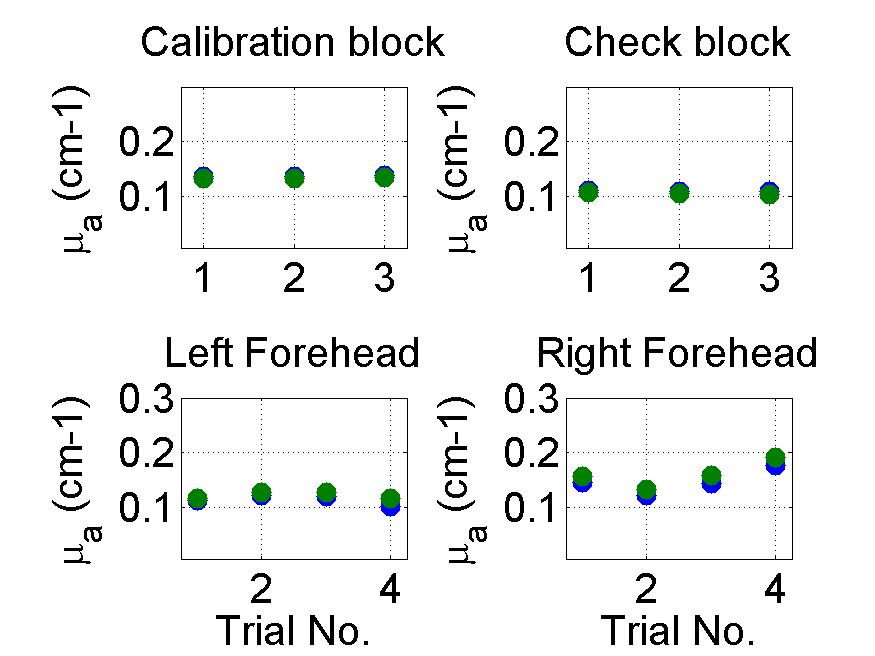 Calibration block
Check block
μa (cm-1)
0.2
0.1
1 2 3
μa (cm-1)
0.2
0.1
1 2 3
Left Forehead
Right Forehead
μa (cm-1)
0.3
0.2
0.1
2 4
Trial No.
μa (cm-1)
0.3
0.2
0.1
2 4
Trial No.